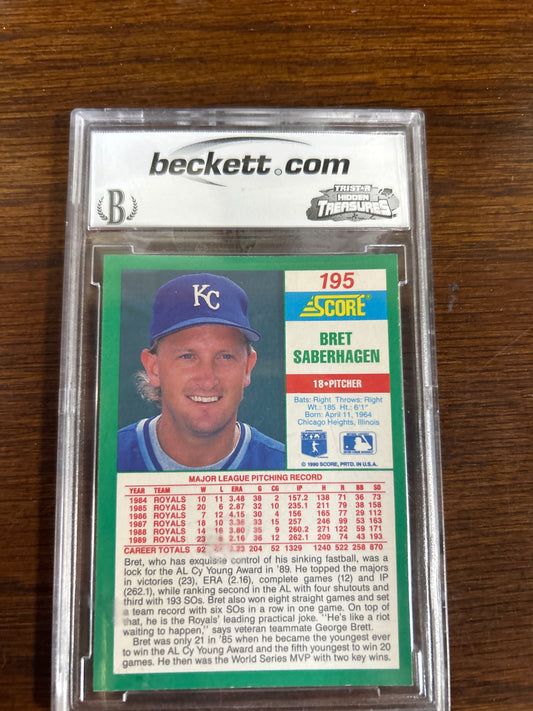 beckett.com
B
TRISTAR
HIDDEN
TREASURES
KC
195
SCORE®
BRET
SABERHAGEN
18•PITCHER
Bats: Right Throws: Right
Wt.: 185 Ht.: 6'1"
Born: April 11, 1964
Chicago Heights, Illinois
© 1990 SCORE, PRTD. IN U.S.A.
MAJOR LEAGUE PITCHING RECORD
YEAR TEAM W L ERA G CG IP H R BB SO
1984 ROYALS 10 11 3.48 38 2 157.2 138 71 36 73
1985 ROYALS 20 6 2.87 32 10 235.1 211 79 38 158
1986 ROYALS 7 12 4.15 30 4 156 165 77 29 112
1987 ROYALS 18 10 3.36 33 15 257 246 99 53 163
1988 ROYALS 14 16 3.80 35 9 260.2 271 122 59 171
1989 ROYALS 23 2.16 36 12 262.1 209 74 43 193
CAREER TOTALS 92 3.23 204 52 1329 1240 522 258 870
Bret, who has exquisite control of his sinking fastball, was a
lock for the AL Cy Young Award in '89. He topped the majors
in victories (23), ERA (2.16), complete games (12) and IP
(262.1), while ranking second in the AL with four shutouts and
third with 193 SOs. Bret also won eight straight games and set
a team record with six SOs in a row in one game. On top of
that, he is the Royals' leading practical joke. "He's like a riot
waiting to happen," says veteran teammate George Brett.
Bret was only 21 in '85 when he became the youngest ever
to win the AL Cy Young Award and the fifth youngest to win 20
games. He then was the World Series MVP with two key wins.